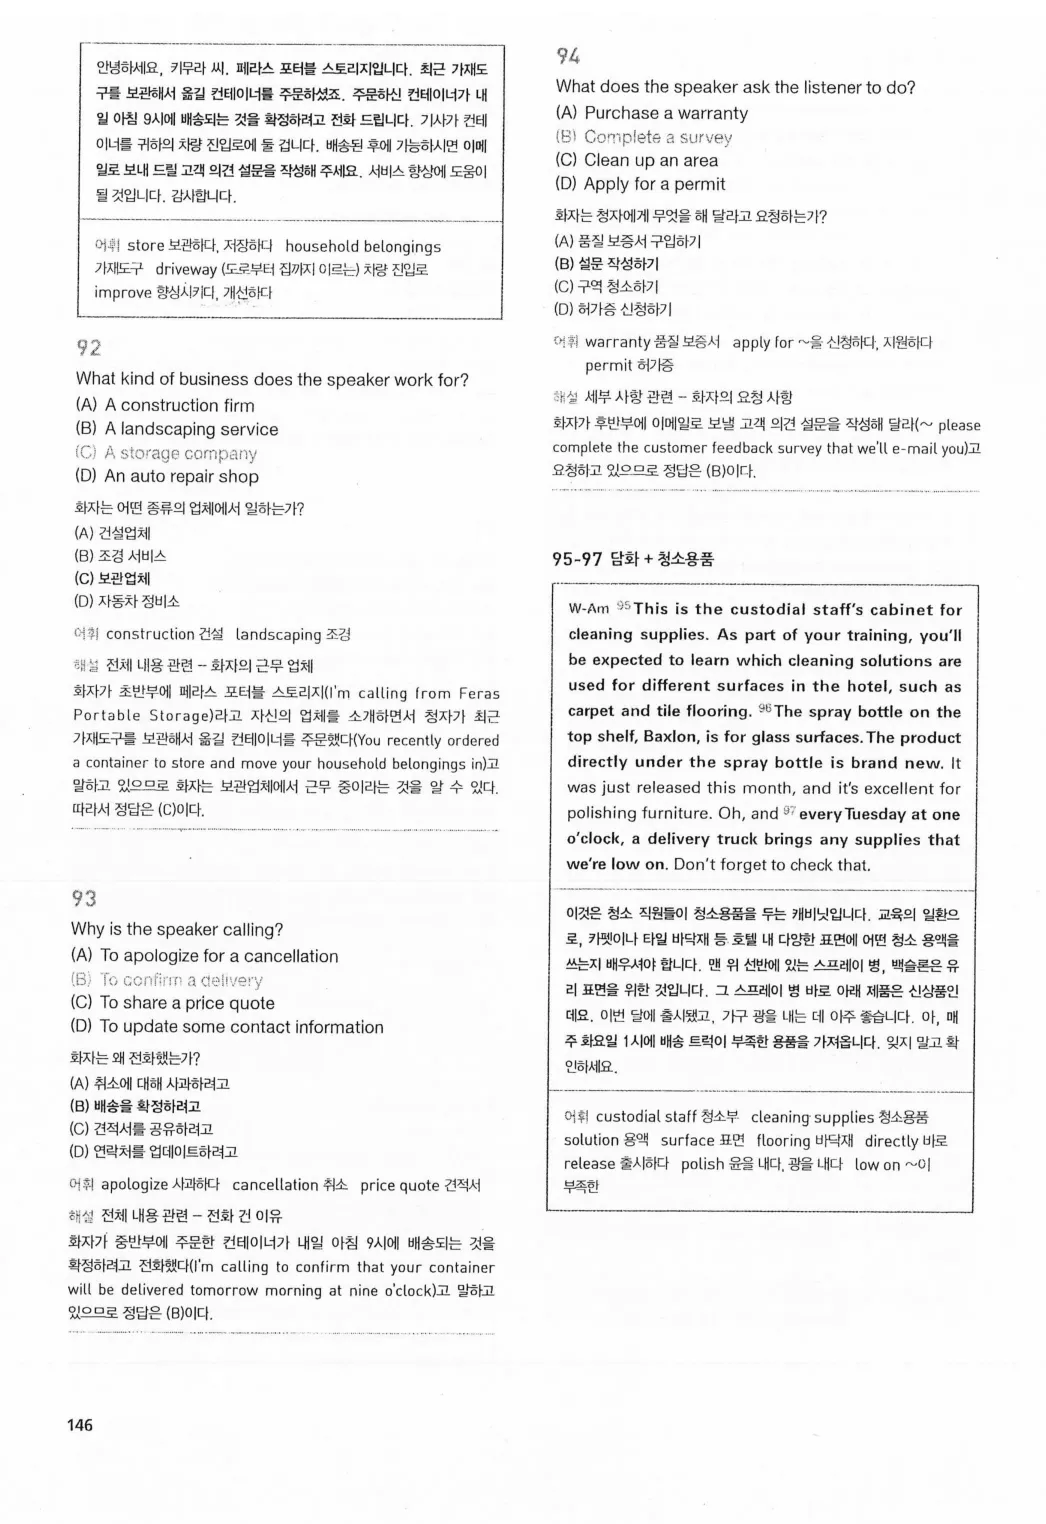 안녕하세요, 키무라 씨. 페라스 포터블 스토리지입니다. 최근 가재도
구를 보관해서 옮길 컨테이너를 주문하셨죠. 주문하신 컨테이너가 내
일 아침 9시에 배송되는 것을 확정하려고 전화 드립니다. 기사가 컨테
이너를 귀하의 차량 진입로에 둘 겁니다. 배송된 후에 가능하시면 이메
일로 보내 드릴 고객 의견 설문을 작성해 주세요. 서비스 향상에 도움이
될 것입니다. 감사합니다.
어휘 store 보관하다, 저장하다 household belongings
가재도구 driveway (도로부터 집까지 이르는) 차량 진입로
improve 향상시키다, 개선하다
92
What kind of business does the speaker work for?
(A) A construction firm
(B) A landscaping service
(C) A storage company
(D) An auto repair shop
화자는 어떤 종류의 업체에서 일하는가?
(A) 건설업체
(B) 조경 서비스
(C) 보관업체
(D) 자동차 정비소
어휘 construction 건설 landscaping 조경
해설 전체 내용 관련 – 화자의 근무 업체
화자가 초반부에 페라스 포터블 스토리지(I'm calling from Feras
Portable Storage)라고 자신의 업체를 소개하면서 청자가 최근
가재도구를 보관해서 옮길 컨테이너를 주문했다(You recently ordered
a container to store and move your household belongings in)고
말하고 있으므로 화자는 보관업체에서 근무 중이라는 것을 알 수 있다.
따라서 정답은 (C)이다.
93
Why is the speaker calling?
(A) To apologize for a cancellation
(B) To confirm a delivery
(C) To share a price quote
(D) To update some contact information
화자는 왜 전화했는가?
(A) 취소에 대해 사과하려고
(B) 배송을 확정하려고
(C) 견적서를 공유하려고
(D) 연락처를 업데이트하려고
어휘 apologize 사과하다 cancellation 취소 price quote 견적서
해설 전체 내용 관련 – 전화 건 이유
화자가 중반부에 주문한 컨테이너가 내일 아침 9시에 배송되는 것을
확정하려고 전화했다(I'm calling to confirm that your container
will be delivered tomorrow morning at nine o'clock)고 말하고
있으므로 정답은 (B)이다.
146
94
What does the speaker ask the listener to do?
(A) Purchase a warranty
(B) Complete a survey
(C) Clean up an area
(D) Apply for a permit
화자는 청자에게 무엇을 해 달라고 요청하는가?
(A) 품질 보증서 구입하기
(B) 설문 작성하기
(C) 구역 청소하기
(D) 허가증 신청하기
어휘 warranty 품질 보증서 apply for ~을 신청하다, 지원하다
permit 허가증
해설 세부 사항 관련 – 화자의 요청 사항
화자가 후반부에 이메일로 보낼 고객 의견 설문을 작성해 달라(~ please
complete the customer feedback survey that we'll e-mail you)고
요청하고 있으므로 정답은 (B)이다.
95-97 담화 + 청소용품
W-Am 95This is the custodial staff's cabinet for
cleaning supplies. As part of your training, you'll
be expected to learn which cleaning solutions are
used for different surfaces in the hotel, such as
carpet and tile flooring. 96The spray bottle on the
top shelf, Baxlon, is for glass surfaces. The product
directly under the spray bottle is brand new. It
was just released this month, and it's excellent for
polishing furniture. Oh, and 97every Tuesday at one
o'clock, a delivery truck brings any supplies that
we're low on. Don't forget to check that.
이것은 청소 직원들이 청소용품을 두는 캐비닛입니다. 교육의 일환으
로, 카펫이나 타일 바닥재 등 호텔 내 다양한 표면에 어떤 청소 용액을
쓰는지 배우셔야 합니다. 맨 위 선반에 있는 스프레이 병, 백슬론은 유
리 표면을 위한 것입니다. 그 스프레이 병 바로 아래 제품은 신상품인
데요. 이번 달에 출시됐고, 가구 광을 내는 데 아주 좋습니다. 아, 매
주 화요일 1시에 배송 트럭이 부족한 용품을 가져옵니다. 잊지 말고 확
인하세요.
어휘 custodial staff 청소부 cleaning supplies 청소용품
solution 용액 surface 표면 flooring 바닥재 directly 바로
release 출시하다 polish 윤을 내다, 광을 내다 low on ~이
부족한